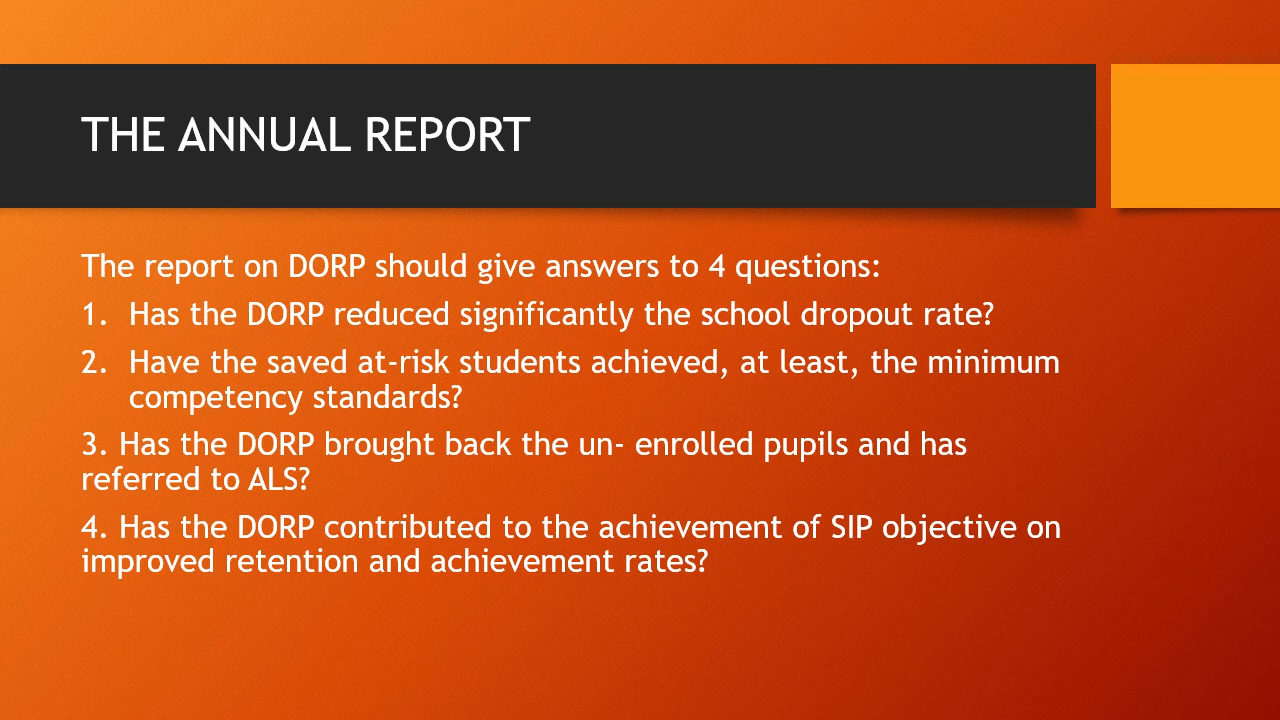 THE ANNUAL REPORT
The report on DORP should give answers to 4 questions:
1. Has the DORP reduced significantly the school dropout rate?
2. Have the saved at-risk students achieved, at least, the minimum
competency standards?
3. Has the DORP brought back the un- enrolled pupils and has
referred to ALS?
4. Has the DORP contributed to the achievement of SIP objective on
improved retention and achievement rates?